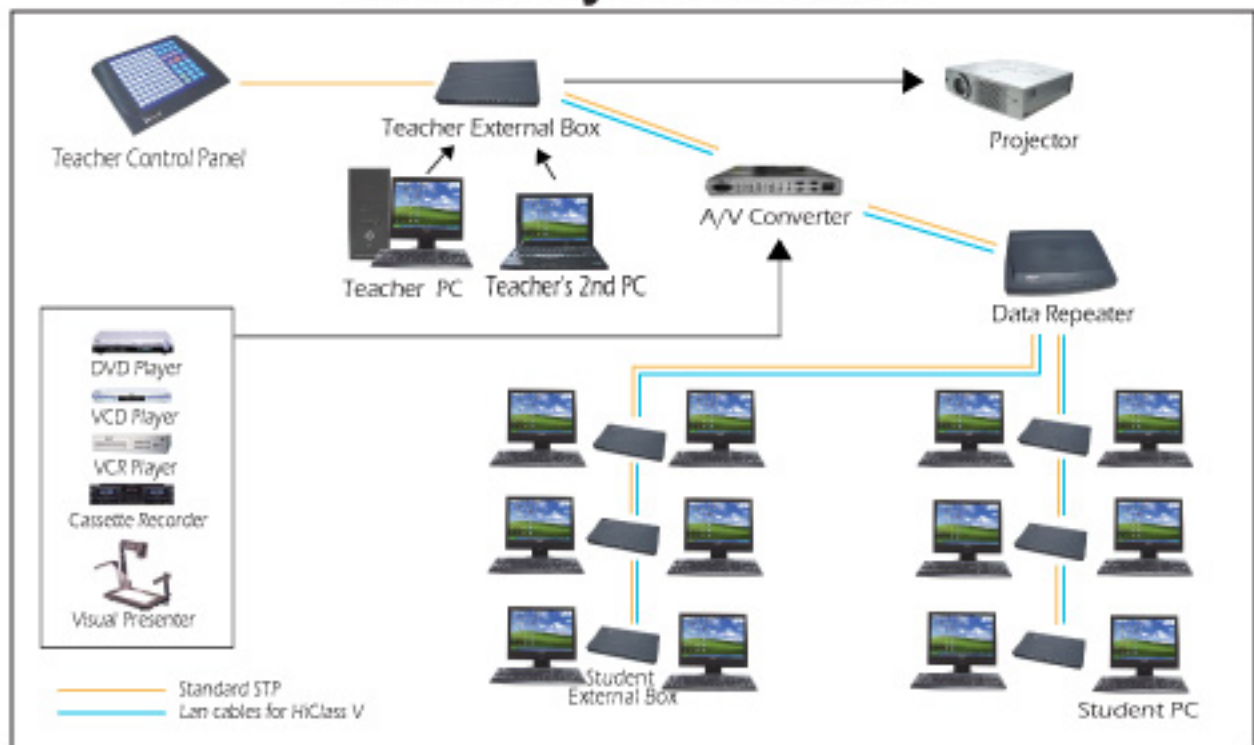 Teacher Control Panel
Teacher External Box
Projector
A/V Converter
Teacher PC
Teacher's 2nd PC
Data Repeater
DVD Player
VCD Player
VCR Player
Cassette Recorder
Visual Presenter
Standard STP
Lan cables for HiClass V
Student
External Box
Student PC